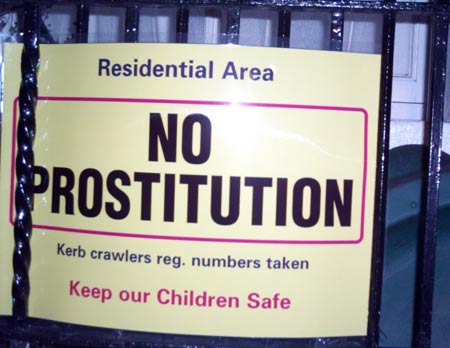 Residential Area
NO
PROSTITUTION
Kerb crawlers reg. numbers taken
Keep our Children Safe